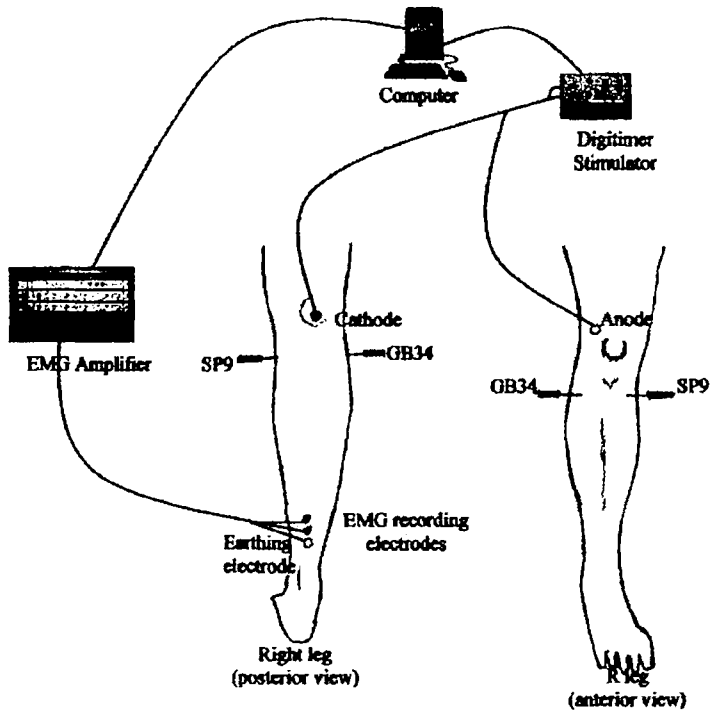 Computer
Digitimer
Stimulator
Cathode
Anode
EMG Amplifier
SP9
GB34
GB34
SP9
EMG recording
electrodes
Earthing
electrode
Right leg
(posterior view)
R leg
(anterior view)